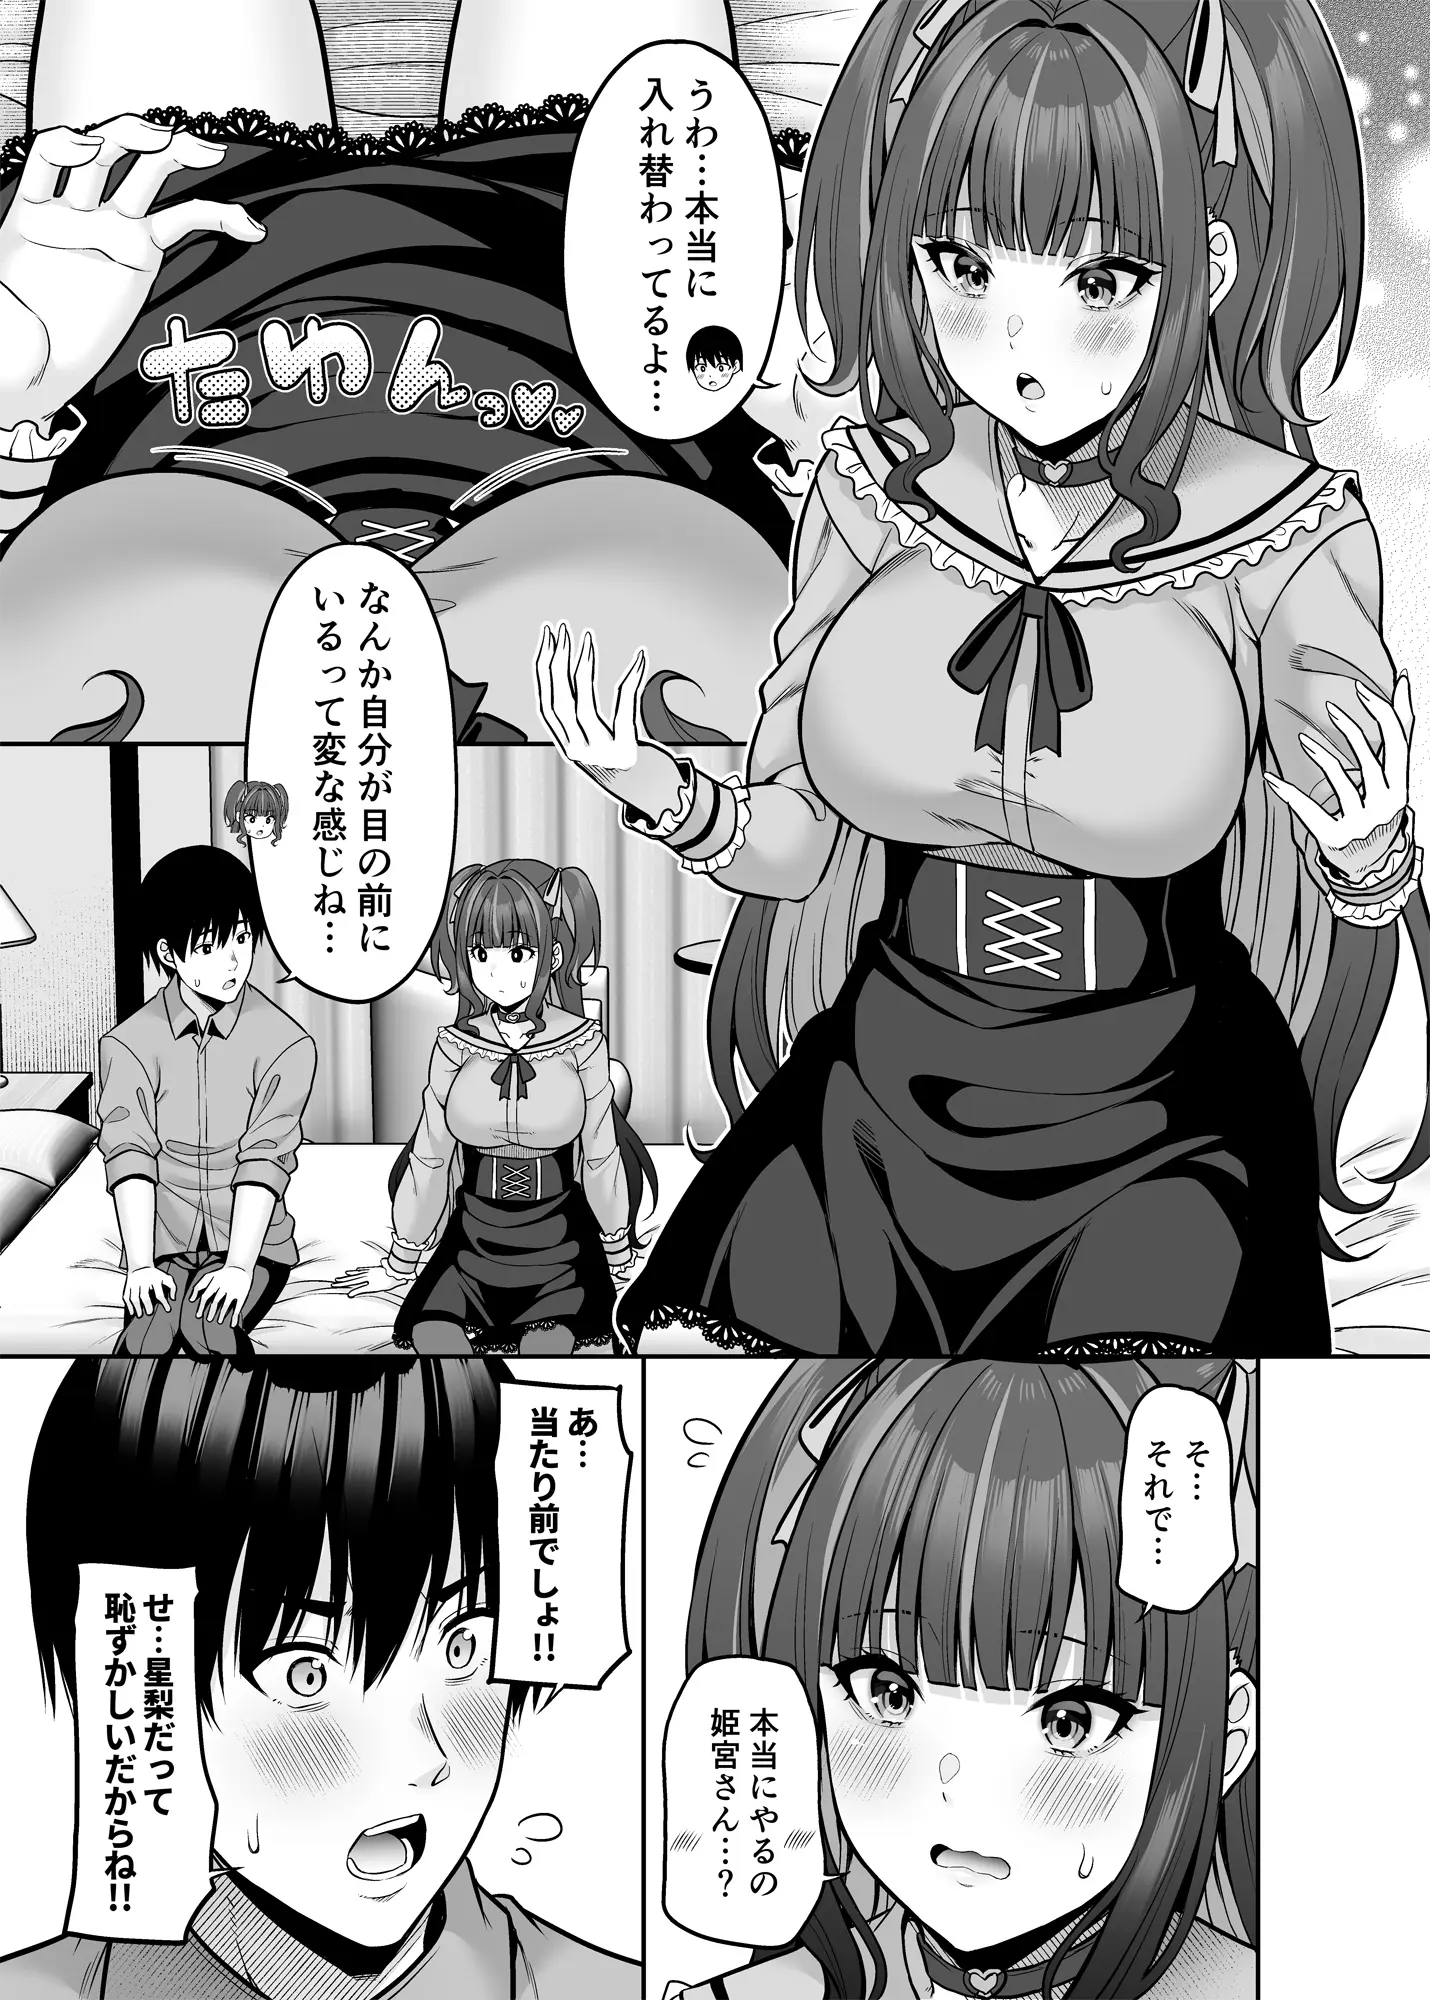 うわ…本当に
入れ替わってるよ…
たゆんっ♥♥
なんか自分が目の前に
いるって変な感じね…
そ…
それで…
本当にやるの
姫宮さん…?
あ…
当たり前でしょ!!
せ…星梨だって
恥ずかしいだからね!!